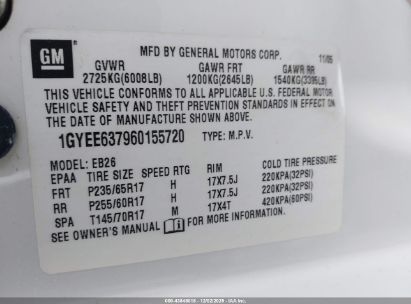 GM
MFD BY GENERAL MOTORS CORP. 11/05
GVWR GAWR FRT GAWR RR
2725KG(6008LB) 1200KG(2645LB) 1540KG(3395LB)
THIS VEHICLE CONFORMS TO ALL APPLICABLE U.S. FEDERAL MOTOR
VEHICLE SAFETY AND THEFT PREVENTION STANDARDS IN EFFECT ON
THE DATE OF MANUFACTURE SHOWN ABOVE.
1GYEE637960155720 TYPE: M.P.V.
MODEL: EB26
EPAA TIRE SIZE SPEED RTG RIM COLD TIRE PRESSURE
FRT P235/65R17 H 17X7.5J 220KPA(32PSI)
RR P255/60R17 H 17X7.5J 220KPA(32PSI)
SPA T145/70R17 M 17X4T 420KPA(60PSI)
SEE OWNER'S MANUAL FOR MORE INFORMATION.